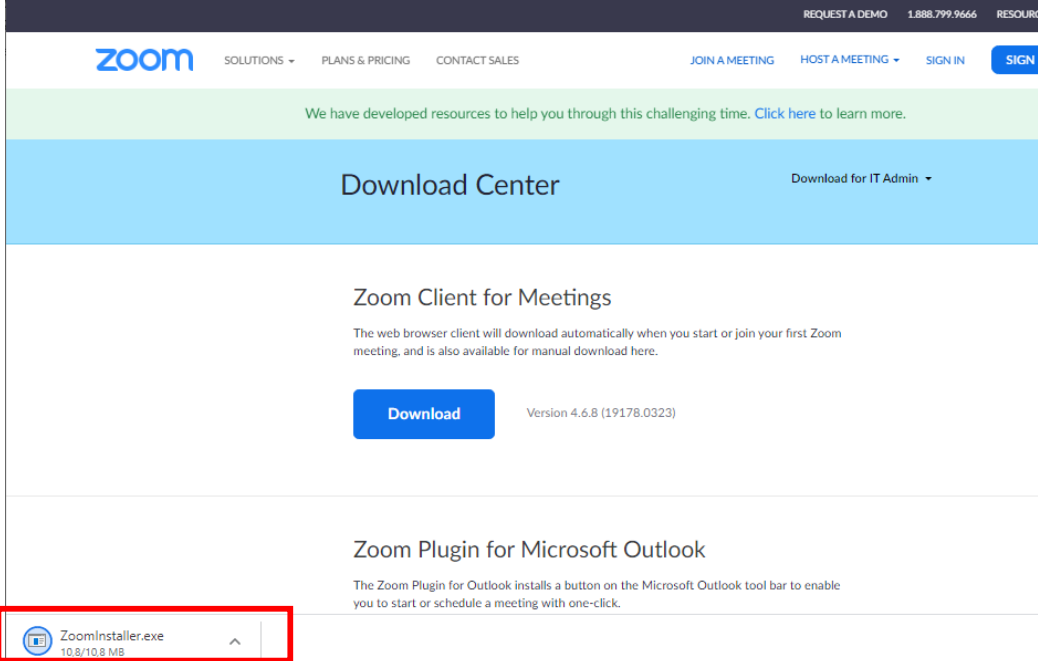 REQUEST A DEMO 1.888.799.9666 RESOURC
zoom SOLUTIONS PLANS & PRICING CONTACT SALES JOIN A MEETING HOST A MEETING SIGN IN SIGN
We have developed resources to help you through this challenging time. Click here to learn more.
Download Center
Download for IT Admin
Zoom Client for Meetings
The web browser client will download automatically when you start or join your first Zoom
meeting, and is also available for manual download here.
Download Version 4.6.8 (19178.0323)
Zoom Plugin for Microsoft Outlook
The Zoom Plugin for Outlook installs a button on the Microsoft Outlook tool bar to enable
you to start or schedule a meeting with one-click.
ZoomInstaller.exe
10,8/10,8 MB